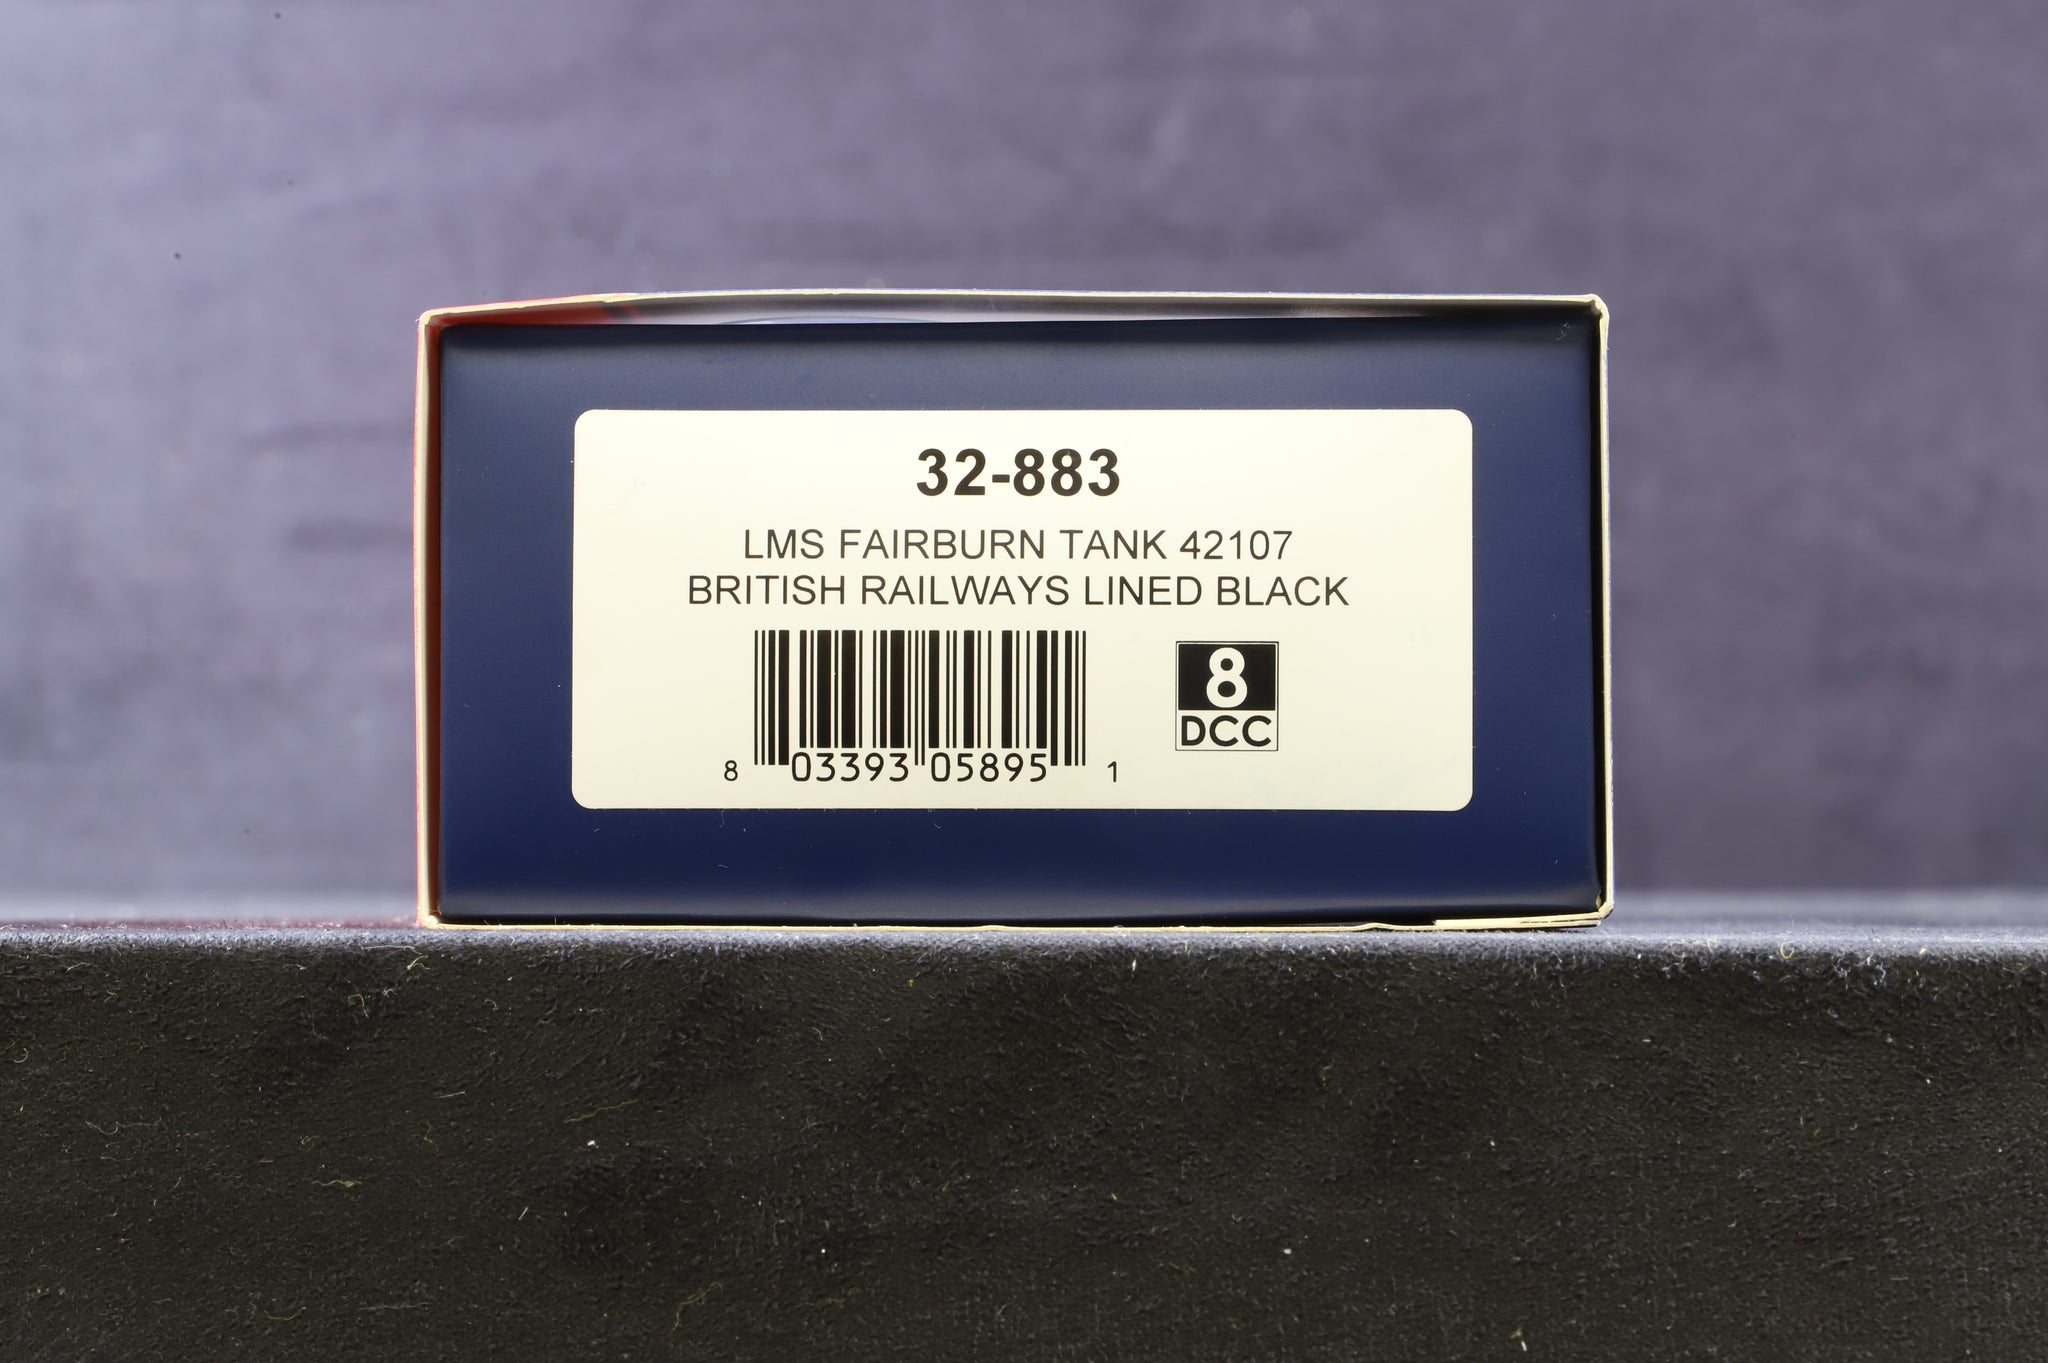 32-883
LMS FAIRBURN TANK 42107
BRITISH RAILWAYS LINED BLACK
8
DCC
8 03393 05895 1